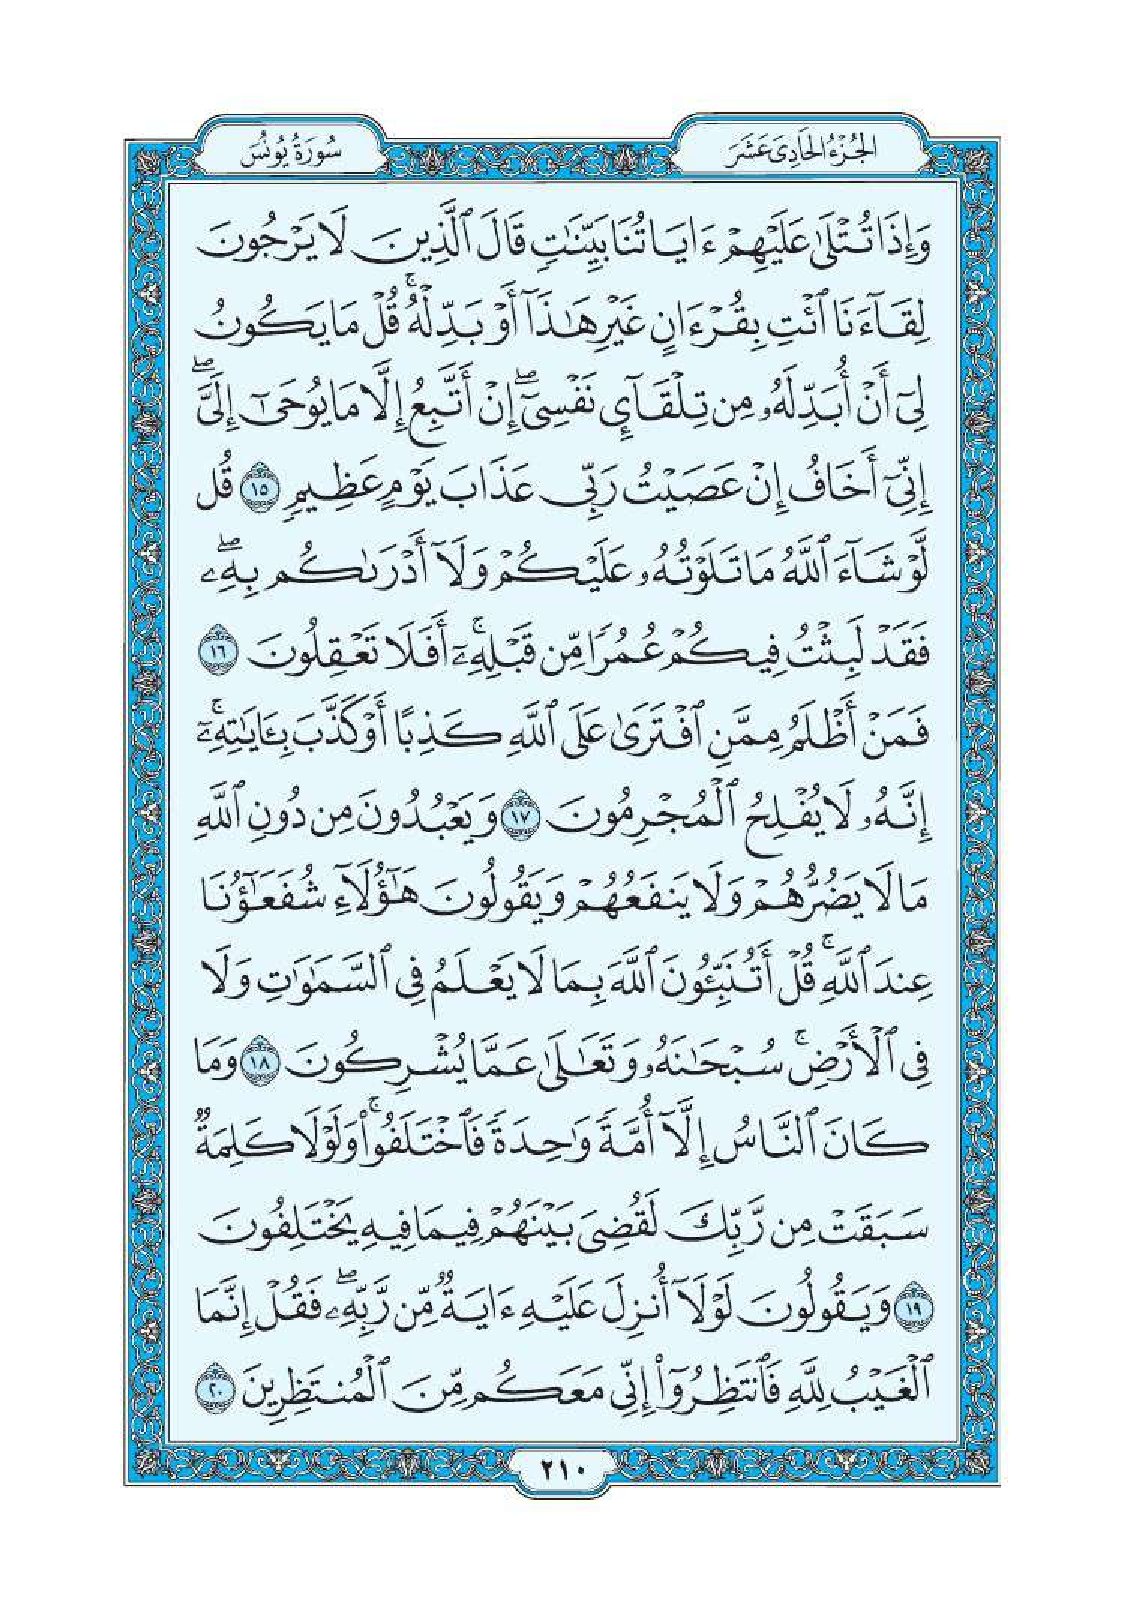 الجُزءُ الحَادِى عَشَرَ
سُورَةُ يُونُس
وَإِذَا تُتۡلَىٰ عَلَيۡهِمۡ ءَايَاتُنَا بَيِّنَٰتٖ قَالَ ٱلَّذِينَ لَا يَرۡجُونَ
لِقَآءَنَا ٱئۡتِ بِقُرۡءَانٍ غَيۡرِ هَٰذَآ أَوۡ بَدِّلۡهُۚ قُلۡ مَا يَكُونُ
لِيٓ أَنۡ أُبَدِّلَهُۥ مِن تِلۡقَآيِٕ نَفۡسِيٓۖ إِنۡ أَتَّبِعُ إِلَّا مَا يُوحَىٰٓ إِلَيَّۖ
إِنِّيٓ أَخَافُ إِنۡ عَصَيۡتُ رَبِّي عَذَابَ يَوۡمٍ عَظِيمٖ ١٥ قُل
لَّوۡ شَآءَ ٱللَّهُ مَا تَلَوۡتُهُۥ عَلَيۡكُمۡ وَلَآ أَدۡرَىٰكُم بِهِۦۖ
فَقَدۡ لَبِثۡتُ فِيكُمۡ عُمُرٗا مِّن قَبۡلِهِۦٓۚ أَفَلَا تَعۡقِلُونَ ١٦
فَمَنۡ أَظۡلَمُ مِمَّنِ ٱفۡتَرَىٰ عَلَى ٱللَّهِ كَذِبًا أَوۡ كَذَّبَ بِـَٔايَٰتِهِۦٓۚ
إِنَّهُۥ لَا يُفۡلِحُ ٱلۡمُجۡرِمُونَ ١٧ وَيَعۡبُدُونَ مِن دُونِ ٱللَّهِ
مَا لَا يَضُرُّهُمۡ وَلَا يَنفَعُهُمۡ وَيَقُولُونَ هَٰٓؤُلَآءِ شُفَعَٰٓؤُنَا
عِندَ ٱللَّهِۚ قُلۡ أَتُنَبِّـُٔونَ ٱللَّهَ بِمَا لَا يَعۡلَمُ فِي ٱلسَّمَٰوَٰتِ وَلَا
فِي ٱلۡأَرۡضِۚ سُبۡحَٰنَهُۥ وَتَعَٰلَىٰ عَمَّا يُشۡرِكُونَ ١٨ وَمَا
كَانَ ٱلنَّاسُ إِلَّآ أُمَّةٗ وَٰحِدَةٗ فَٱخۡتَلَفُواْۚ وَلَوۡلَا كَلِمَةٞ
سَبَقَتۡ مِن رَّبِّكَ لَقُضِيَ بَيۡنَهُمۡ فِيمَا فِيهِ يَخۡتَلِفُونَ
١٩ وَيَقُولُونَ لَوۡلَآ أُنزِلَ عَلَيۡهِ ءَايَةٞ مِّن رَّبِّهِۦۖ فَقُلۡ إِنَّمَا
ٱلۡغَيۡبُ لِلَّهِ فَٱنتَظِرُوٓاْ إِنِّي مَعَكُم مِّنَ ٱلۡمُنتَظِرِينَ ٢٠
٢١٠